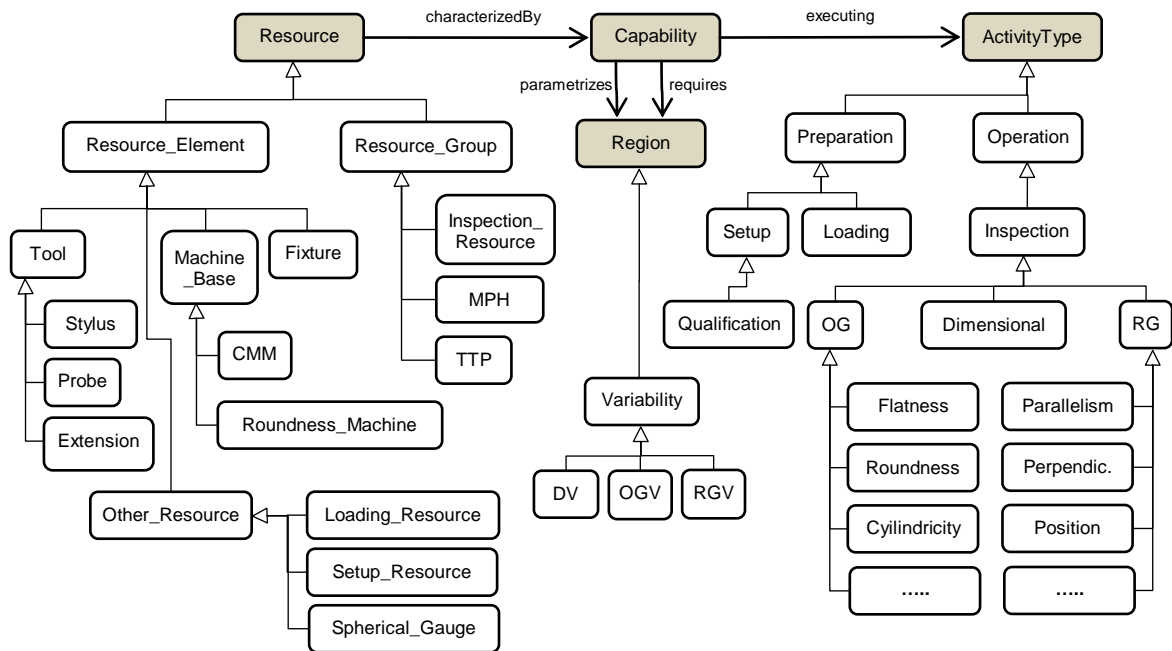 characterizedBy
executing
Resource
Capability
ActivityType
parametrizes
requires
Resource_Element
Resource_Group
Region
Preparation
Operation
Tool
Machine
_Base
Fixture
Inspection_
Resource
Setup
Loading
Inspection
Stylus
MPH
Qualification
OG
Dimensional
RG
CMM
TTP
Probe
Variability
Flatness
Parallelism
Extension
Roundness_Machine
Roundness
Perpendic.
DV
OGV
RGV
Other_Resource
Loading_Resource
Cyilindricity
Position
Setup_Resource
.....
.....
Spherical_Gauge